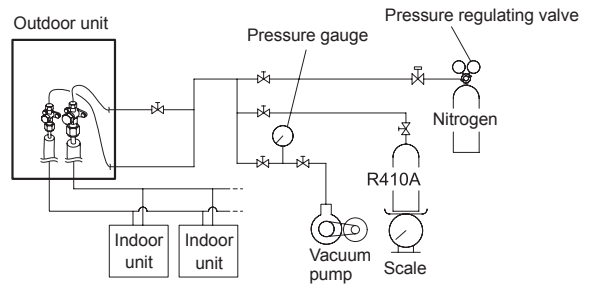 Pressure regulating valve
Outdoor unit
Pressure gauge
Nitrogen
R410A
Indoor
unit
Indoor
unit
Vacuum
pump
Scale